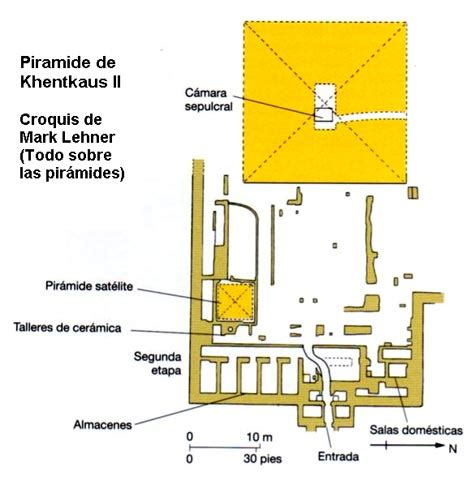 Piramide de
Khentkaus II
Croquis de
Mark Lehner
(Todo sobre
las pirámides)
Cámara
sepulcral
Pirámide satélite
Talleres de cerámica
Segunda
etapa
Almacenes
Salas domésticas
Entrada
N
0 10 m
0 30 pies